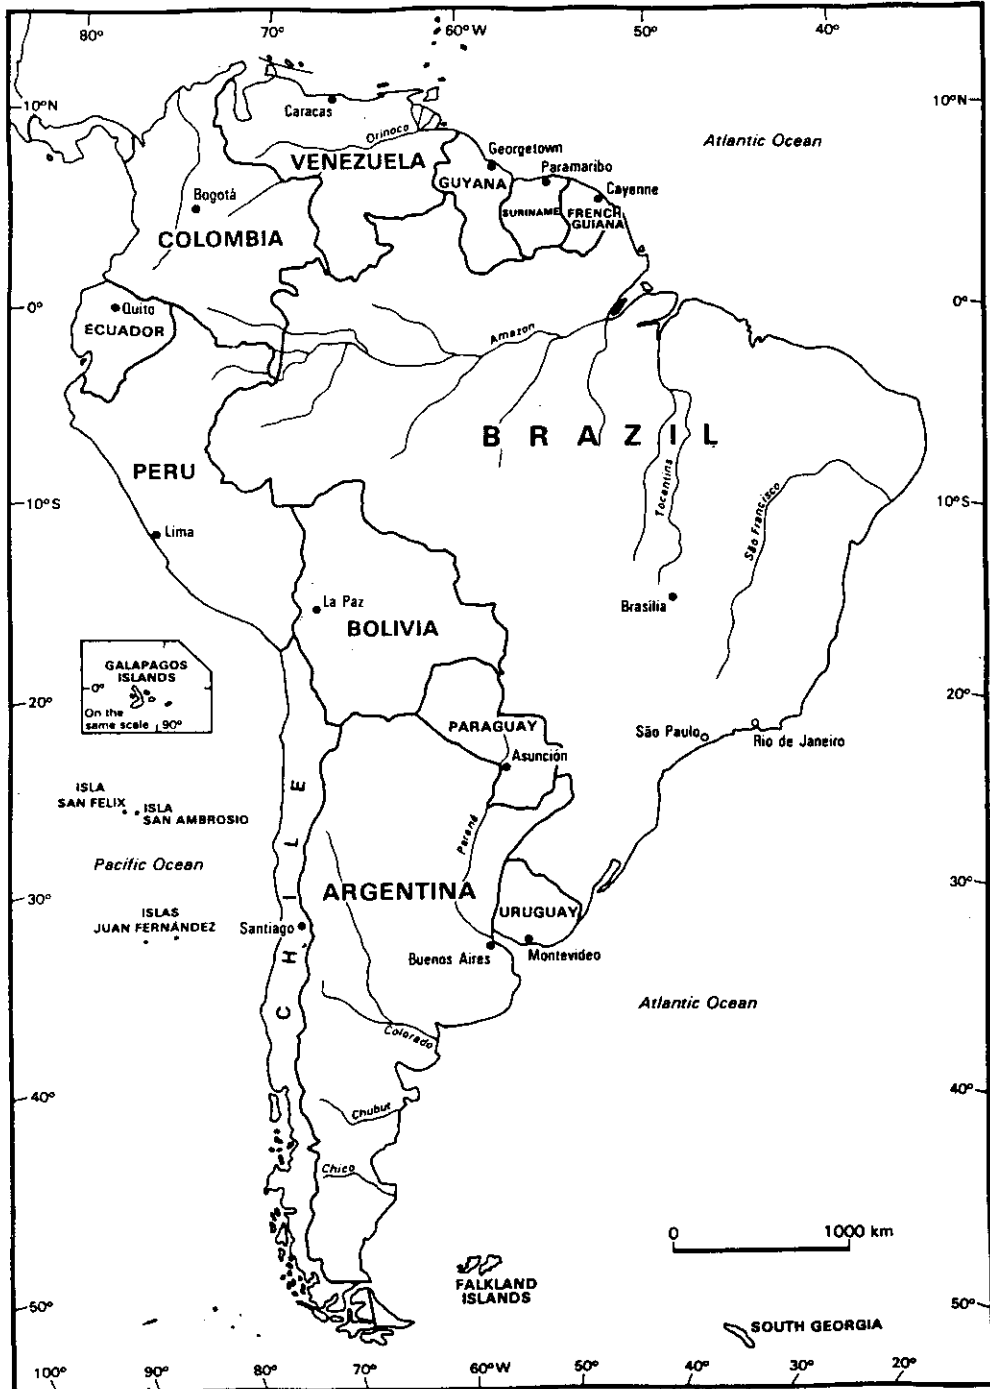 80°
70°
60° W
50°
40°
10° N
Caracas
Orinoco
10° N
Atlantic Ocean
VENEZUELA
Georgetown
Paramaribo
GUYANA
Cayenne
Bogotá
SURINAME
FRENCH
GUIANA
COLOMBIA
0°
Quito
ECUADOR
Amazon
0°
BRAZIL
PERU
Tocantins
São Francisco
10° S
10° S
Lima
La Paz
Brasília
BOLIVIA
GALAPAGOS
ISLANDS
0°
On the
same scale
90°
20°
20°
PARAGUAY
São Paulo
Rio de Janeiro
Asunción
ISLA
SAN FELIX
ISLA
SAN AMBROSIO
CHILE
Paraná
Pacific Ocean
ARGENTINA
30°
30°
ISLAS
JUAN FERNÁNDEZ
Santiago
URUGUAY
Buenos Aires
Montevideo
Atlantic Ocean
Colorado
40°
40°
Chubut
Chico
0
1000 km
FALKLAND
ISLANDS
50°
50°
SOUTH GEORGIA
100°
90°
80°
70°
60° W
50°
40°
30°
20°